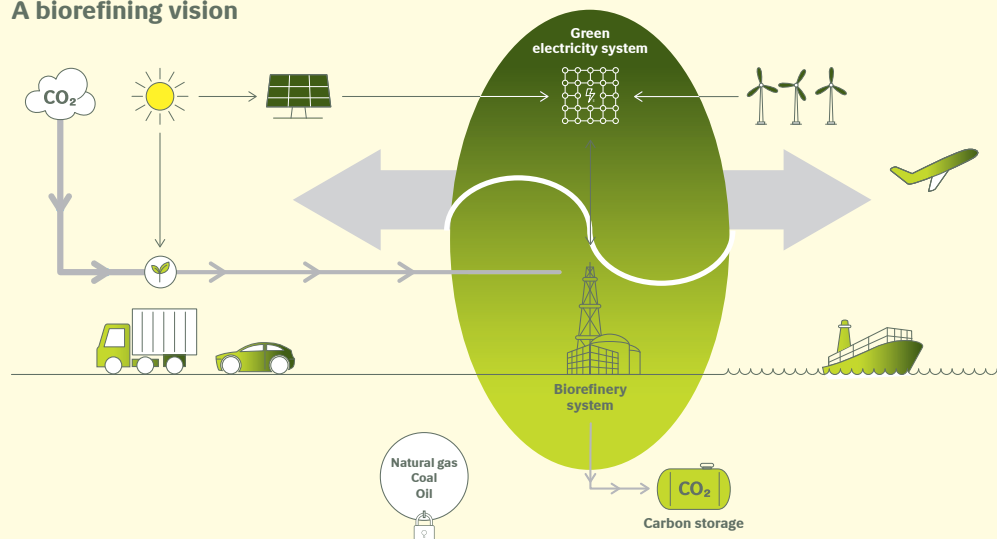 A biorefining vision
Green
electricity system
CO₂
Biorefinery
system
Natural gas
Coal
Oil
CO₂
Carbon storage